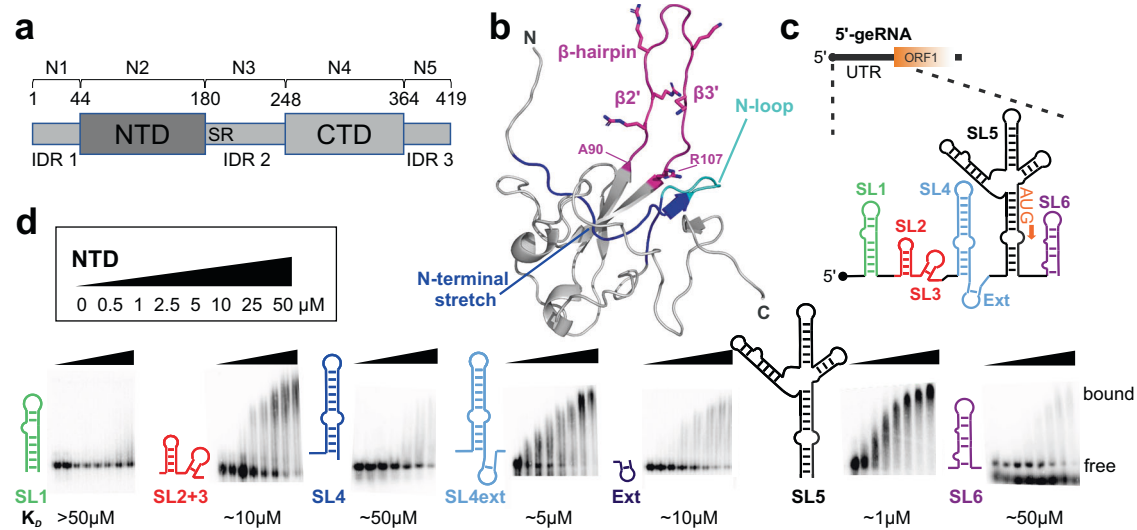 a
N1 N2 N3 N4 N5
1 44 180 248 364 419
NTD SR CTD
IDR 1 IDR 2 IDR 3
b
N
β-hairpin
β2' β3'
N-loop
A90
R107
N-terminal
stretch
C
c
5'-geRNA
5' ORF1
UTR
SL5
SL1 SL4 SL6
AUG
SL2
5'
SL3 Ext
d
NTD
0 0.5 1 2.5 5 10 25 50 µM
bound
free
SL1 SL2+3 SL4 SL4ext Ext SL5 SL6
KD >50µM ~10µM ~50µM ~5µM ~10µM ~1µM ~50µM